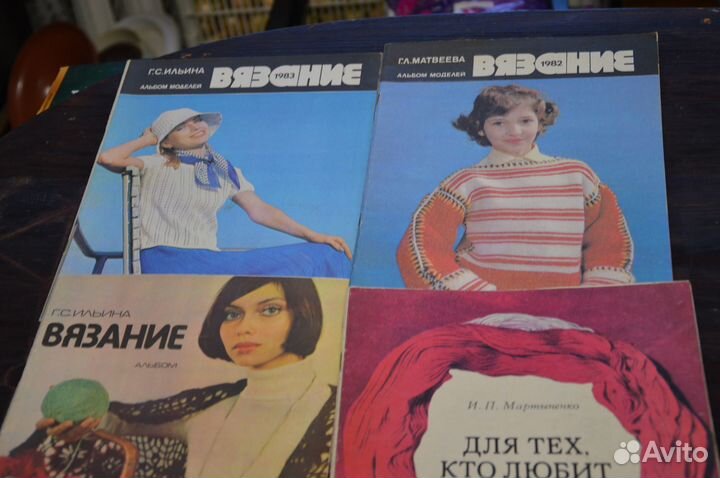 Г.С.ИЛЬИНА
АЛЬБОМ МОДЕЛЕЙ
ВЯЗАНИЕ
1983
Г.Л.МАТВЕЕВА
АЛЬБОМ МОДЕЛЕЙ
ВЯЗАНИЕ
1982
Г.С.ИЛЬИНА
ВЯЗАНИЕ
АЛЬБОМ
И. П. Мартыненко
ДЛЯ ТЕХ,
КТО ЛЮБИТ
Avito